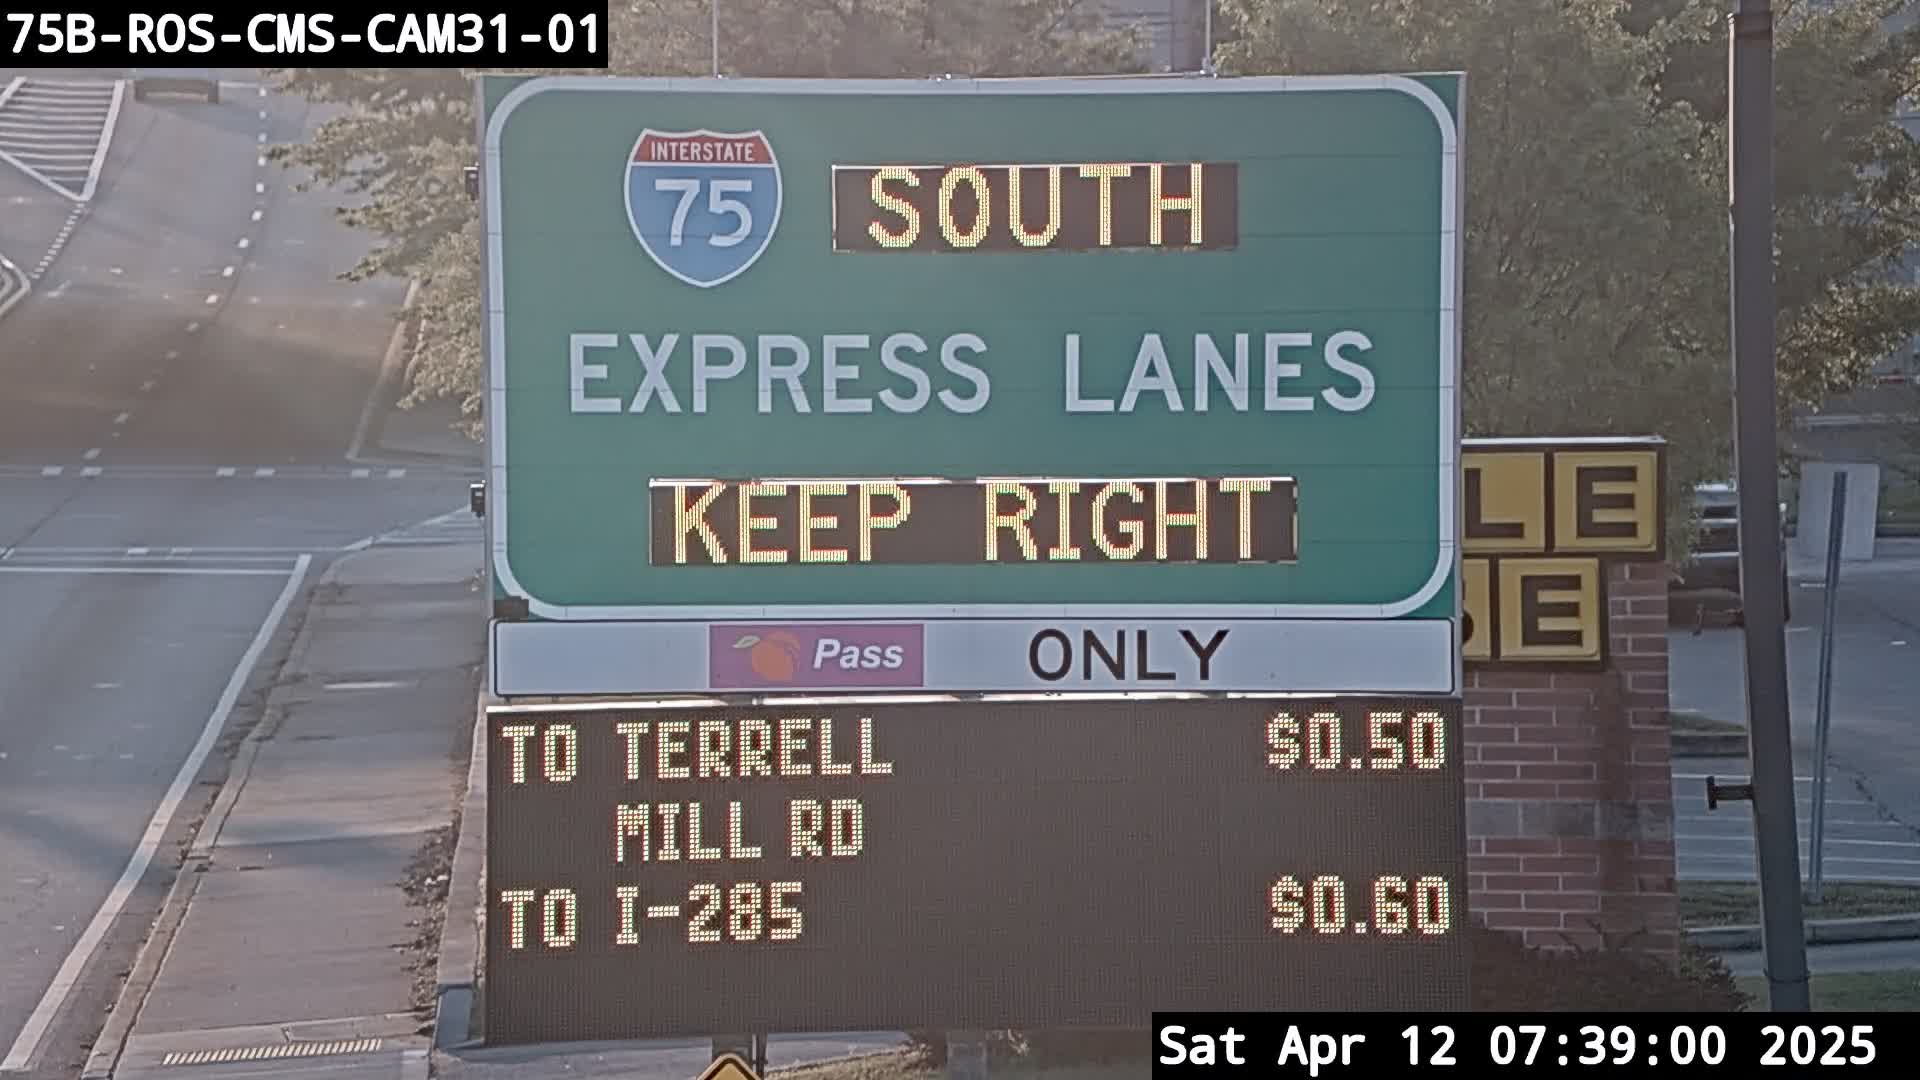 75B-ROS-CMS-CAM31-01
INTERSTATE
75
SOUTH
EXPRESS LANES
KEEP RIGHT
Pass ONLY
TO TERRELL $0.50
MILL RD
TO I-285 $0.60
LE
E
Sat Apr 12 07:39:00 2025